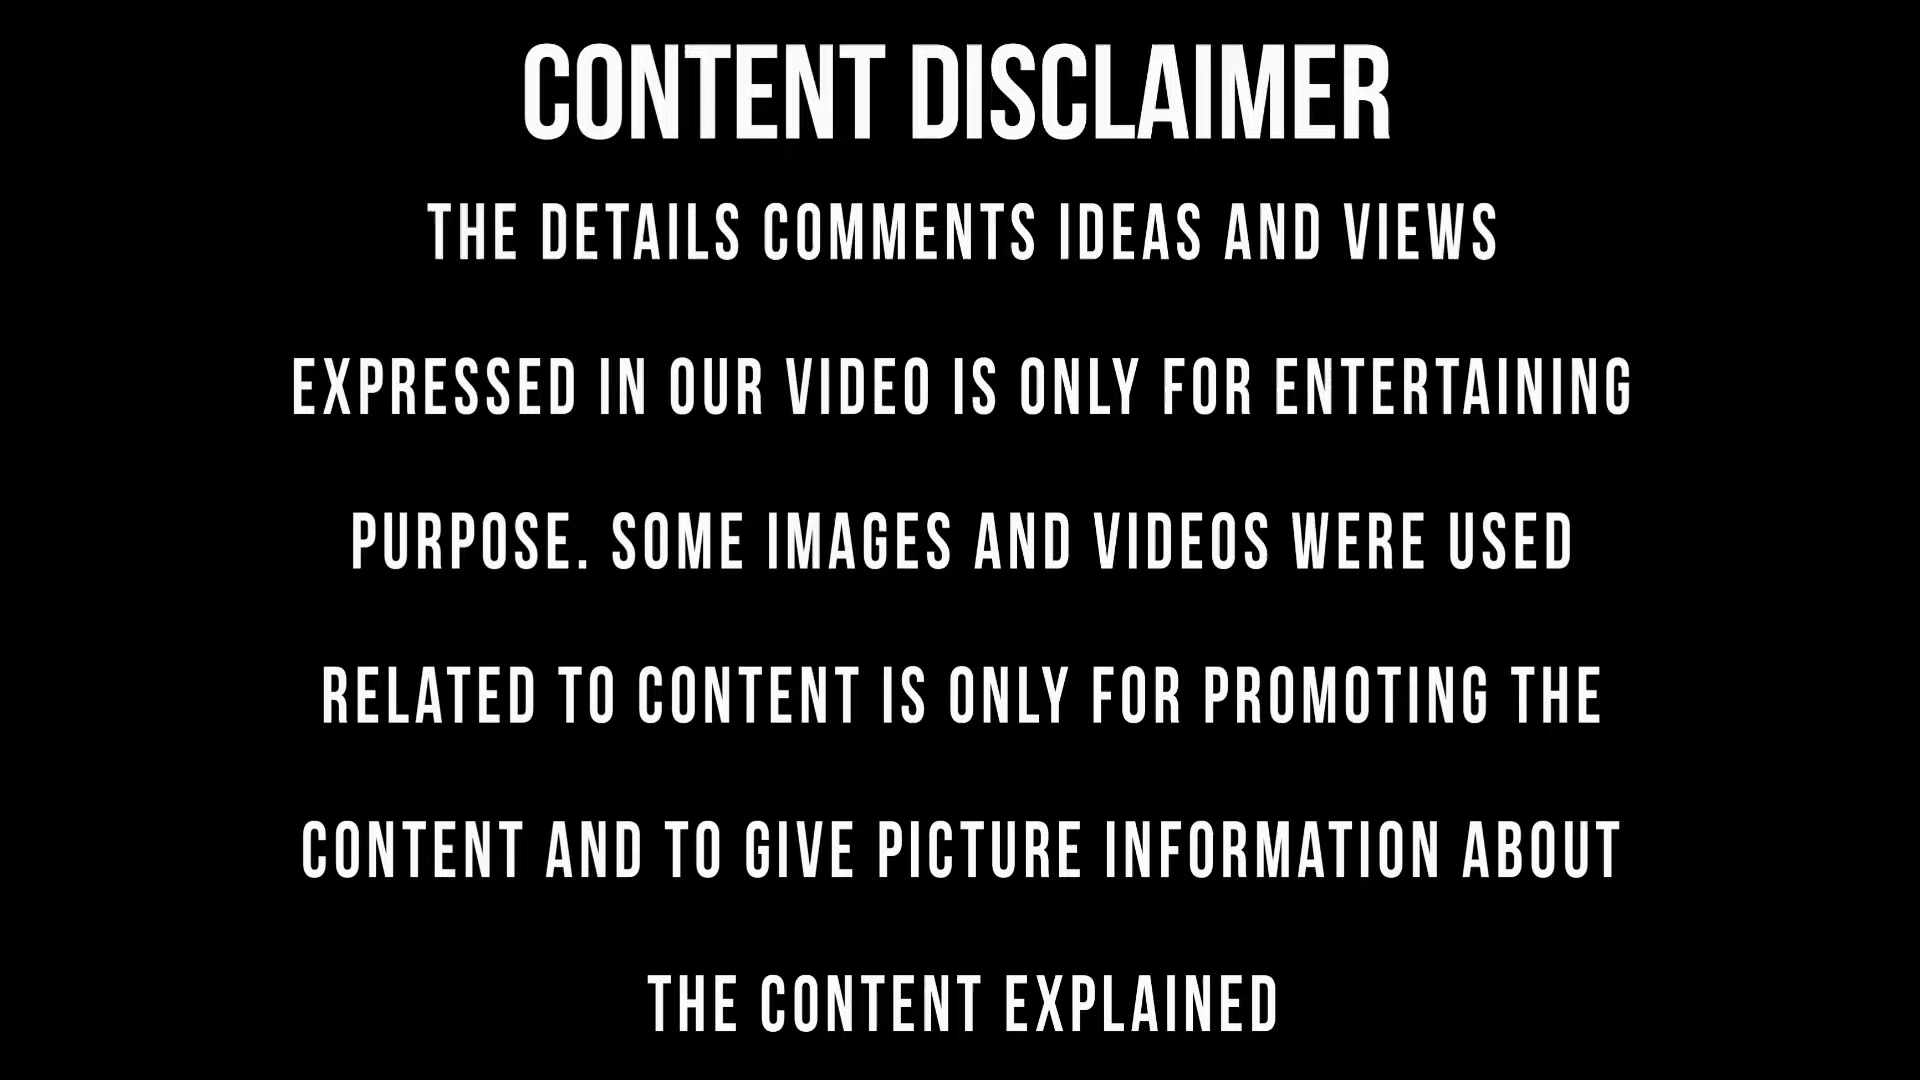 CONTENT DISCLAIMER
THE DETAILS COMMENTS IDEAS AND VIEWS
EXPRESSED IN OUR VIDEO IS ONLY FOR ENTERTAINING
PURPOSE. SOME IMAGES AND VIDEOS WERE USED
RELATED TO CONTENT IS ONLY FOR PROMOTING THE
CONTENT AND TO GIVE PICTURE INFORMATION ABOUT
THE CONTENT EXPLAINED